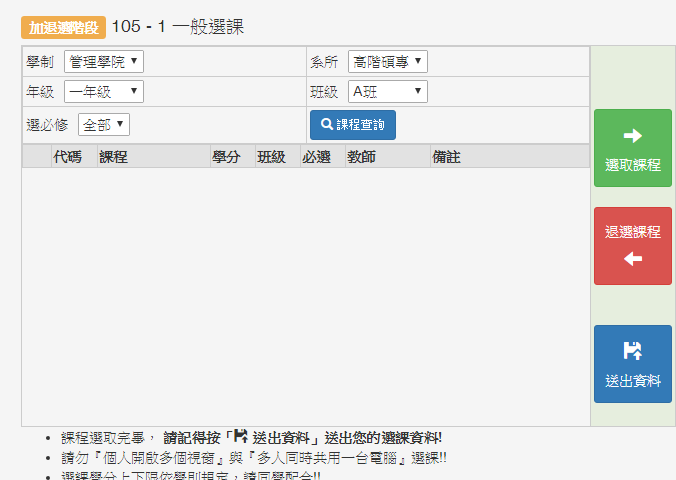 加退選階段 105 - 1 一般選課
學制 管理學院 系所 高階碩專
年級 一年級 班級 A班
選必修 全部 課程查詢
代碼 課程 學分 班級 必選 教師 備註
選取課程
退選課程
送出資料
課程選取完畢， 請記得按「 送出資料」送出您的選課資料!
請勿『個人開啟多個視窗』與『多人同時共用一台電腦』選課!!
選課學分上下限依學則規定，請同學配合!!